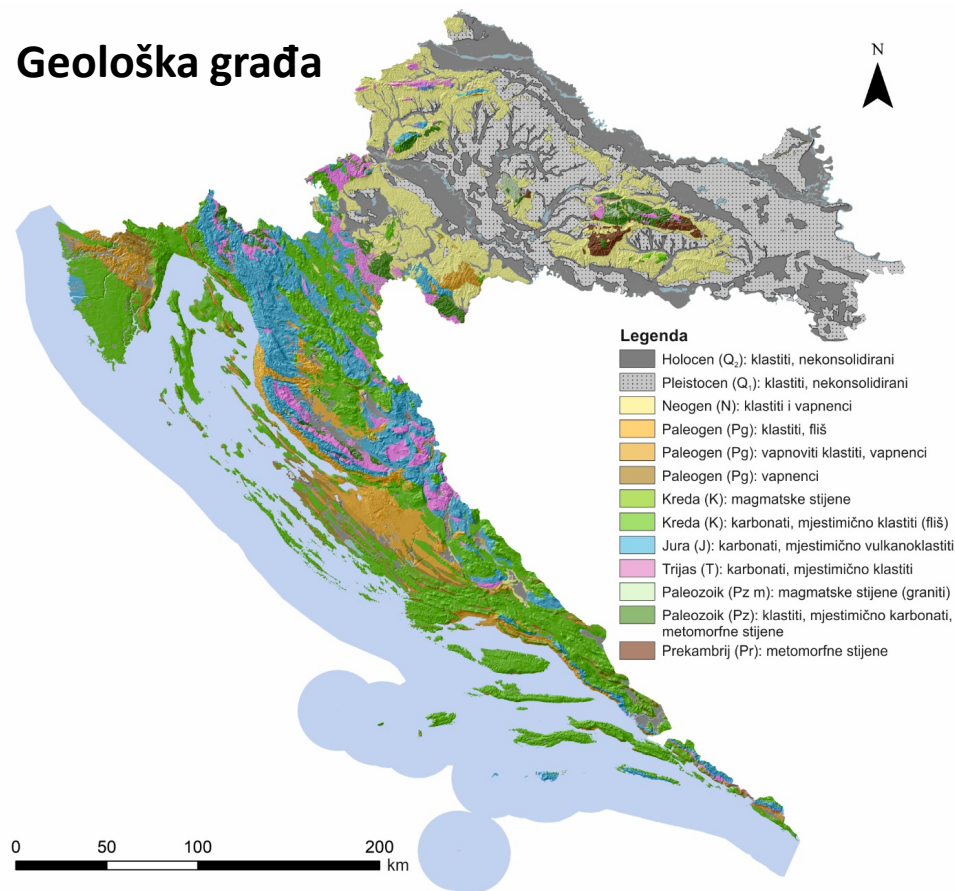 Geološka građa
N
Legenda
Holocen (Q₂): klastiti, nekonsolidirani
Pleistocen (Q₁): klastiti, nekonsolidirani
Neogen (N): klastiti i vapnenci
Paleogen (Pg): klastiti, fliš
Paleogen (Pg): vapnoviti klastiti, vapnenci
Paleogen (Pg): vapnenci
Kreda (K): magmatske stijene
Kreda (K): karbonati, mjestimično klastiti (fliš)
Jura (J): karbonati, mjestimično vulkanoklastiti
Trijas (T): karbonati, mjestimično klastiti
Paleozoik (Pz m): magmatske stijene (graniti)
Paleozoik (Pz): klastiti, mjestimično karbonati,
metomorfne stijene
Prekambrij (Pr): metomorfne stijene
0 50 100 200
km